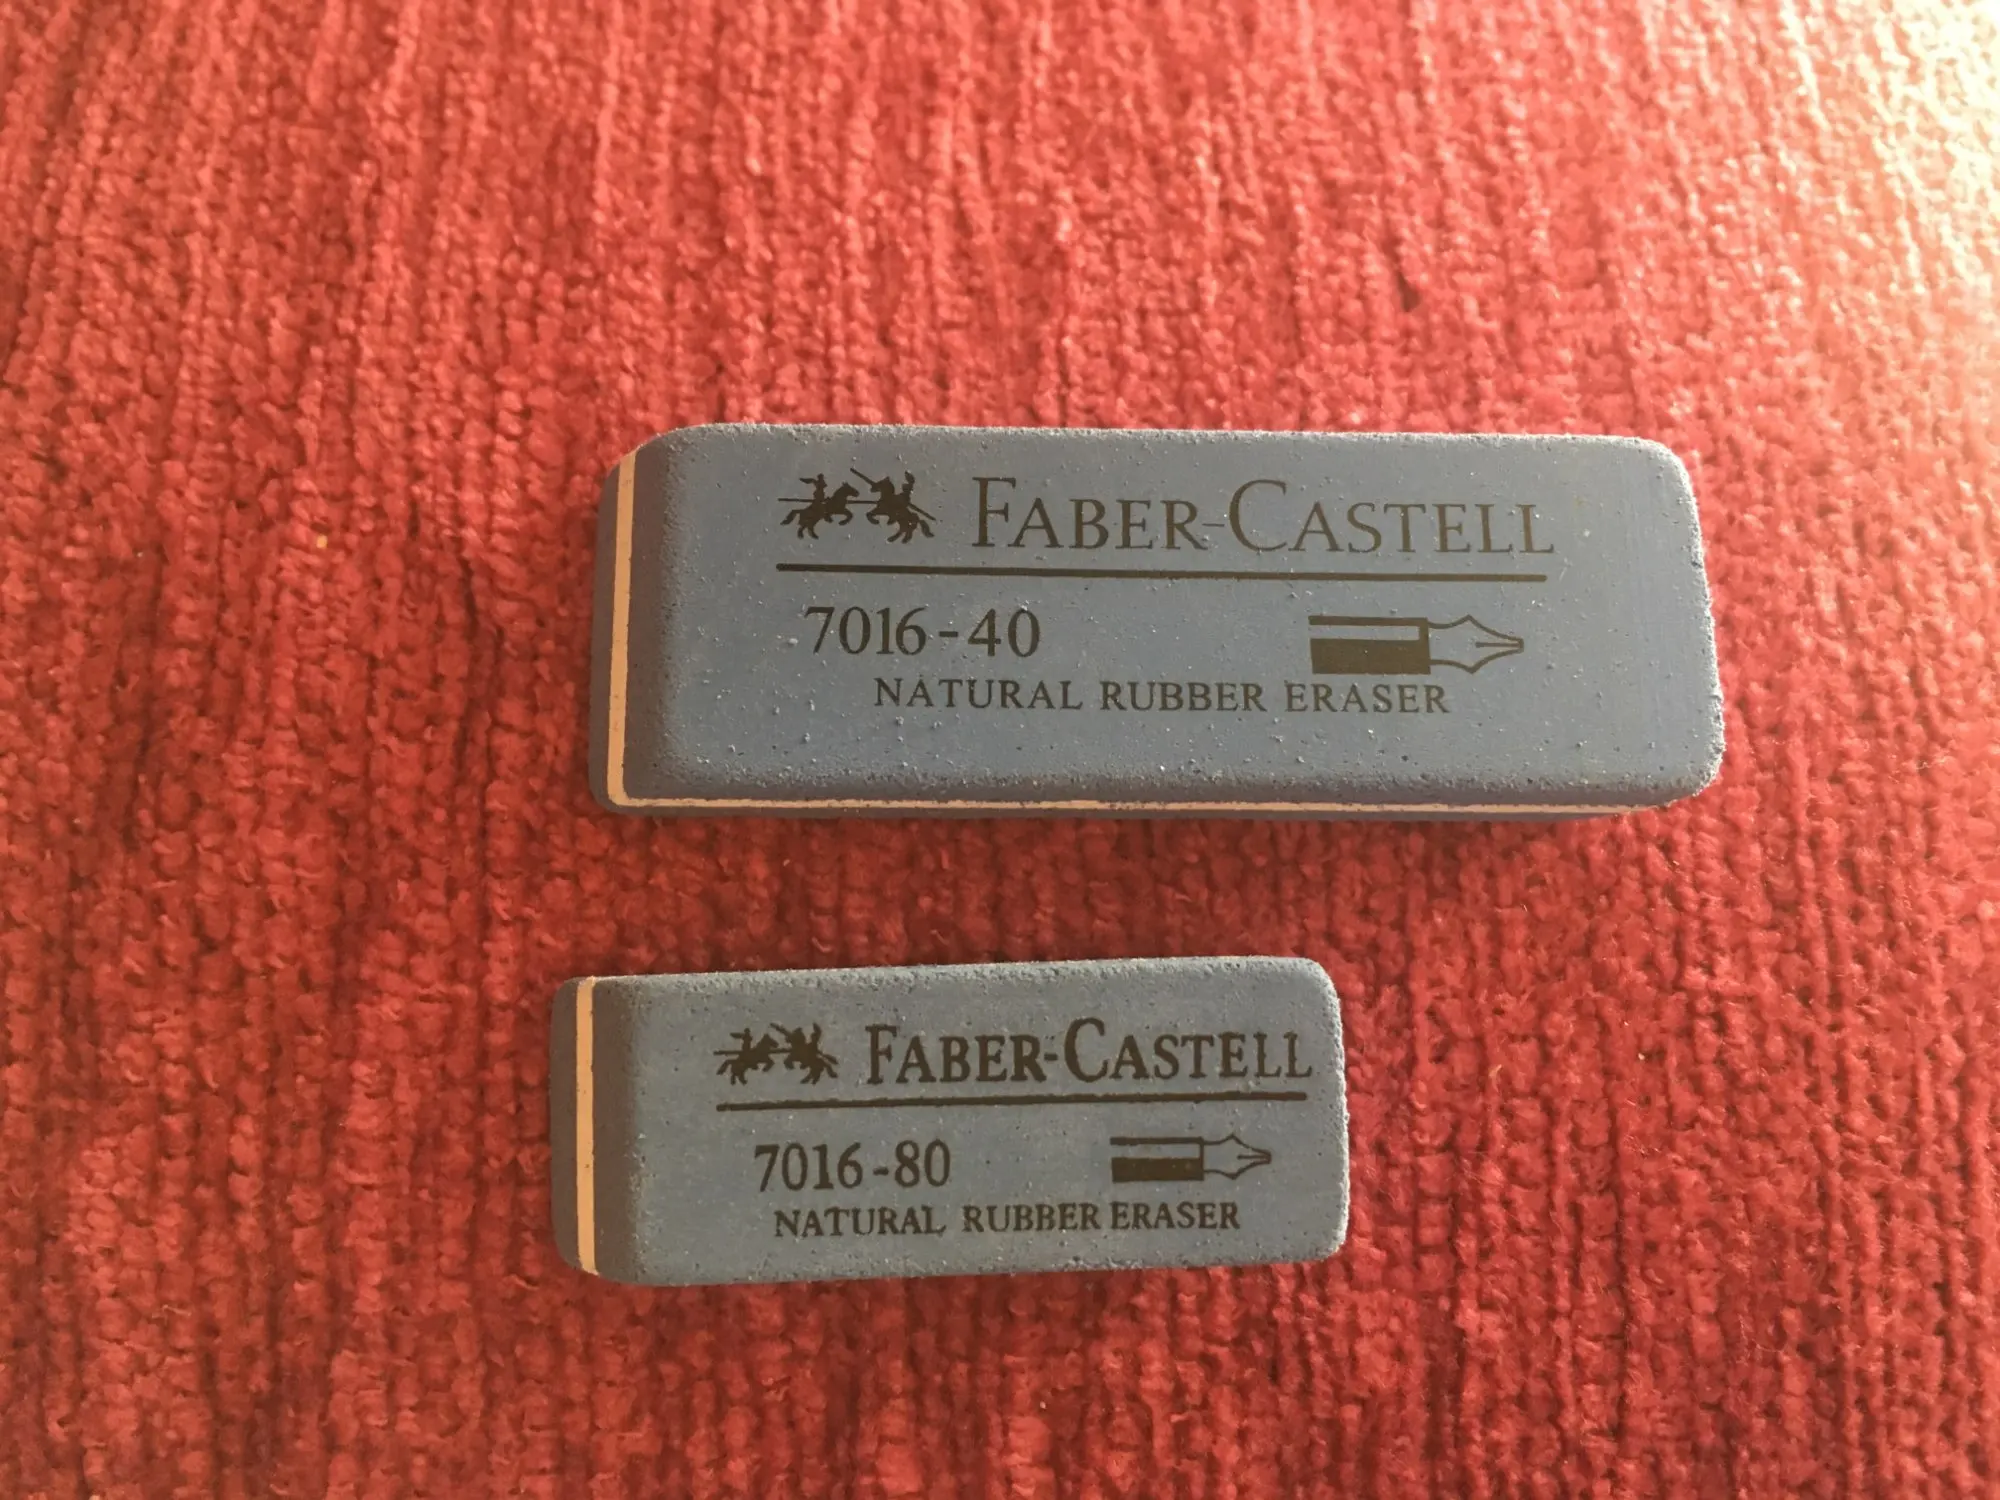 FABER-CASTELL
7016-40
NATURAL RUBBER ERASER
FABER-CASTELL
7016-80
NATURAL RUBBER ERASER